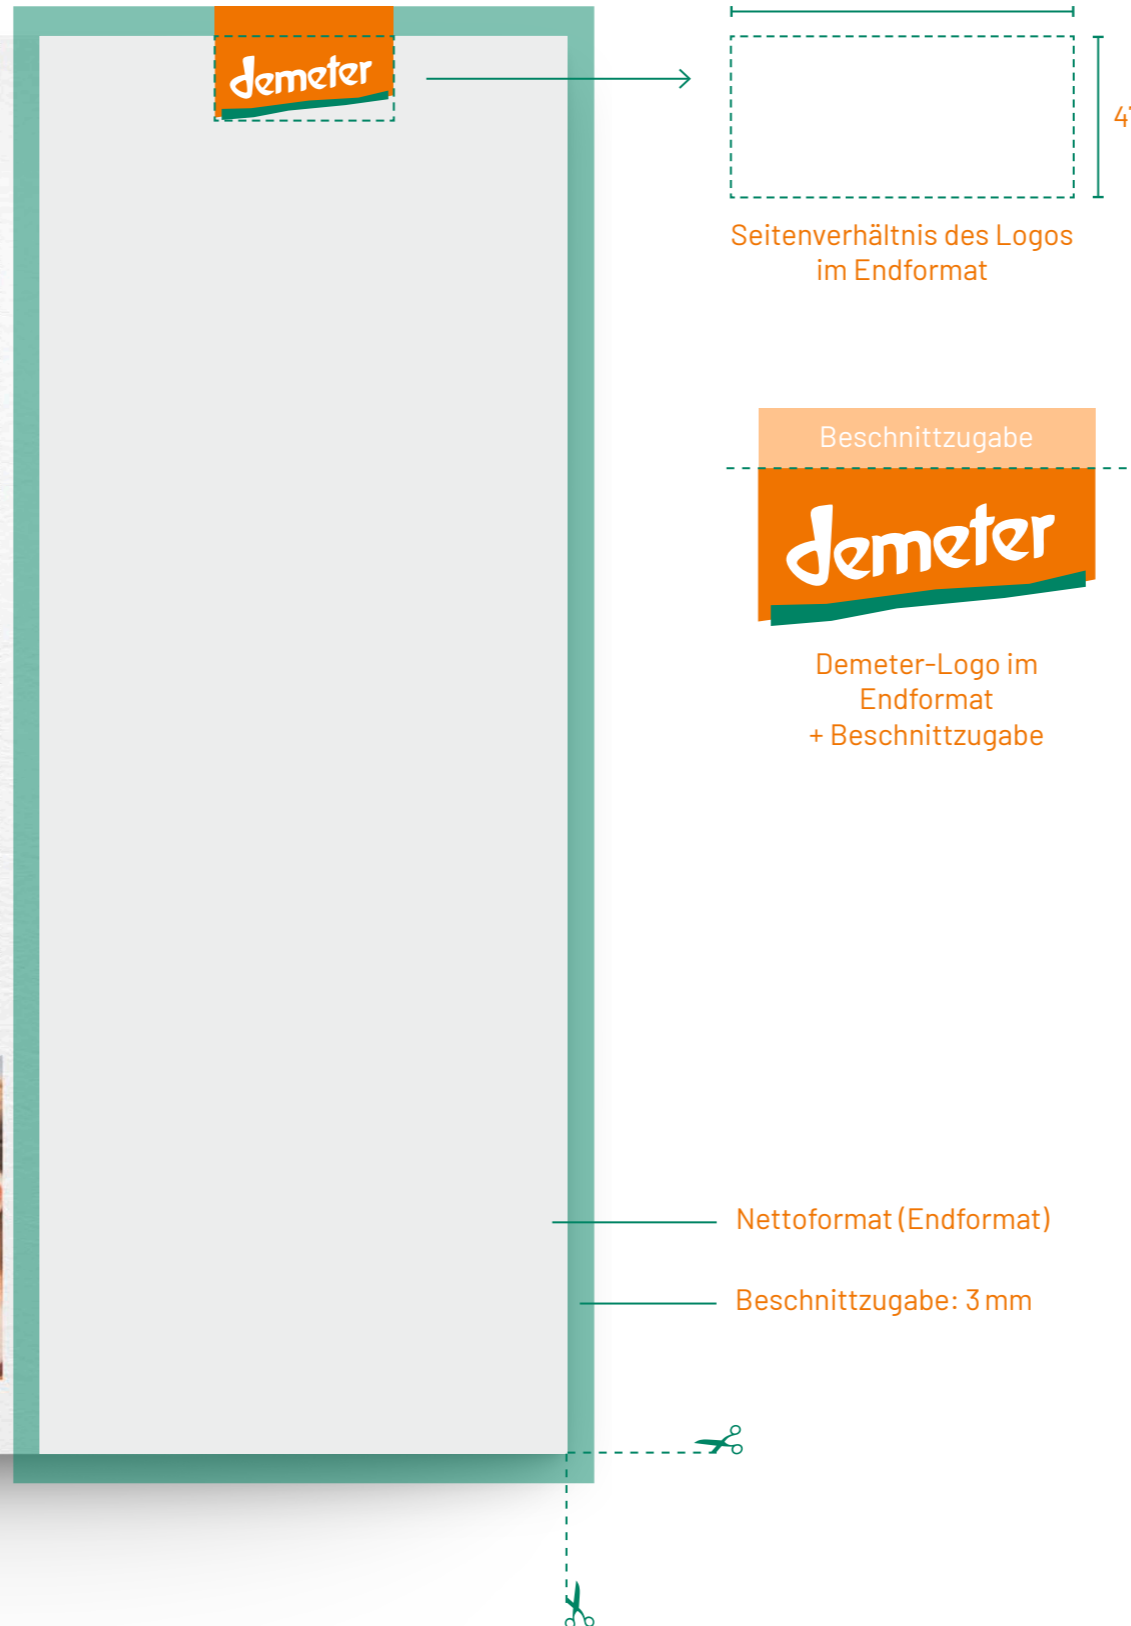 demeter
Seitenverhältnis des Logos
im Endformat
Beschnittzugabe
demeter
Demeter-Logo im
Endformat
+ Beschnittzugabe
Nettoformat (Endformat)
Beschnittzugabe: 3 mm